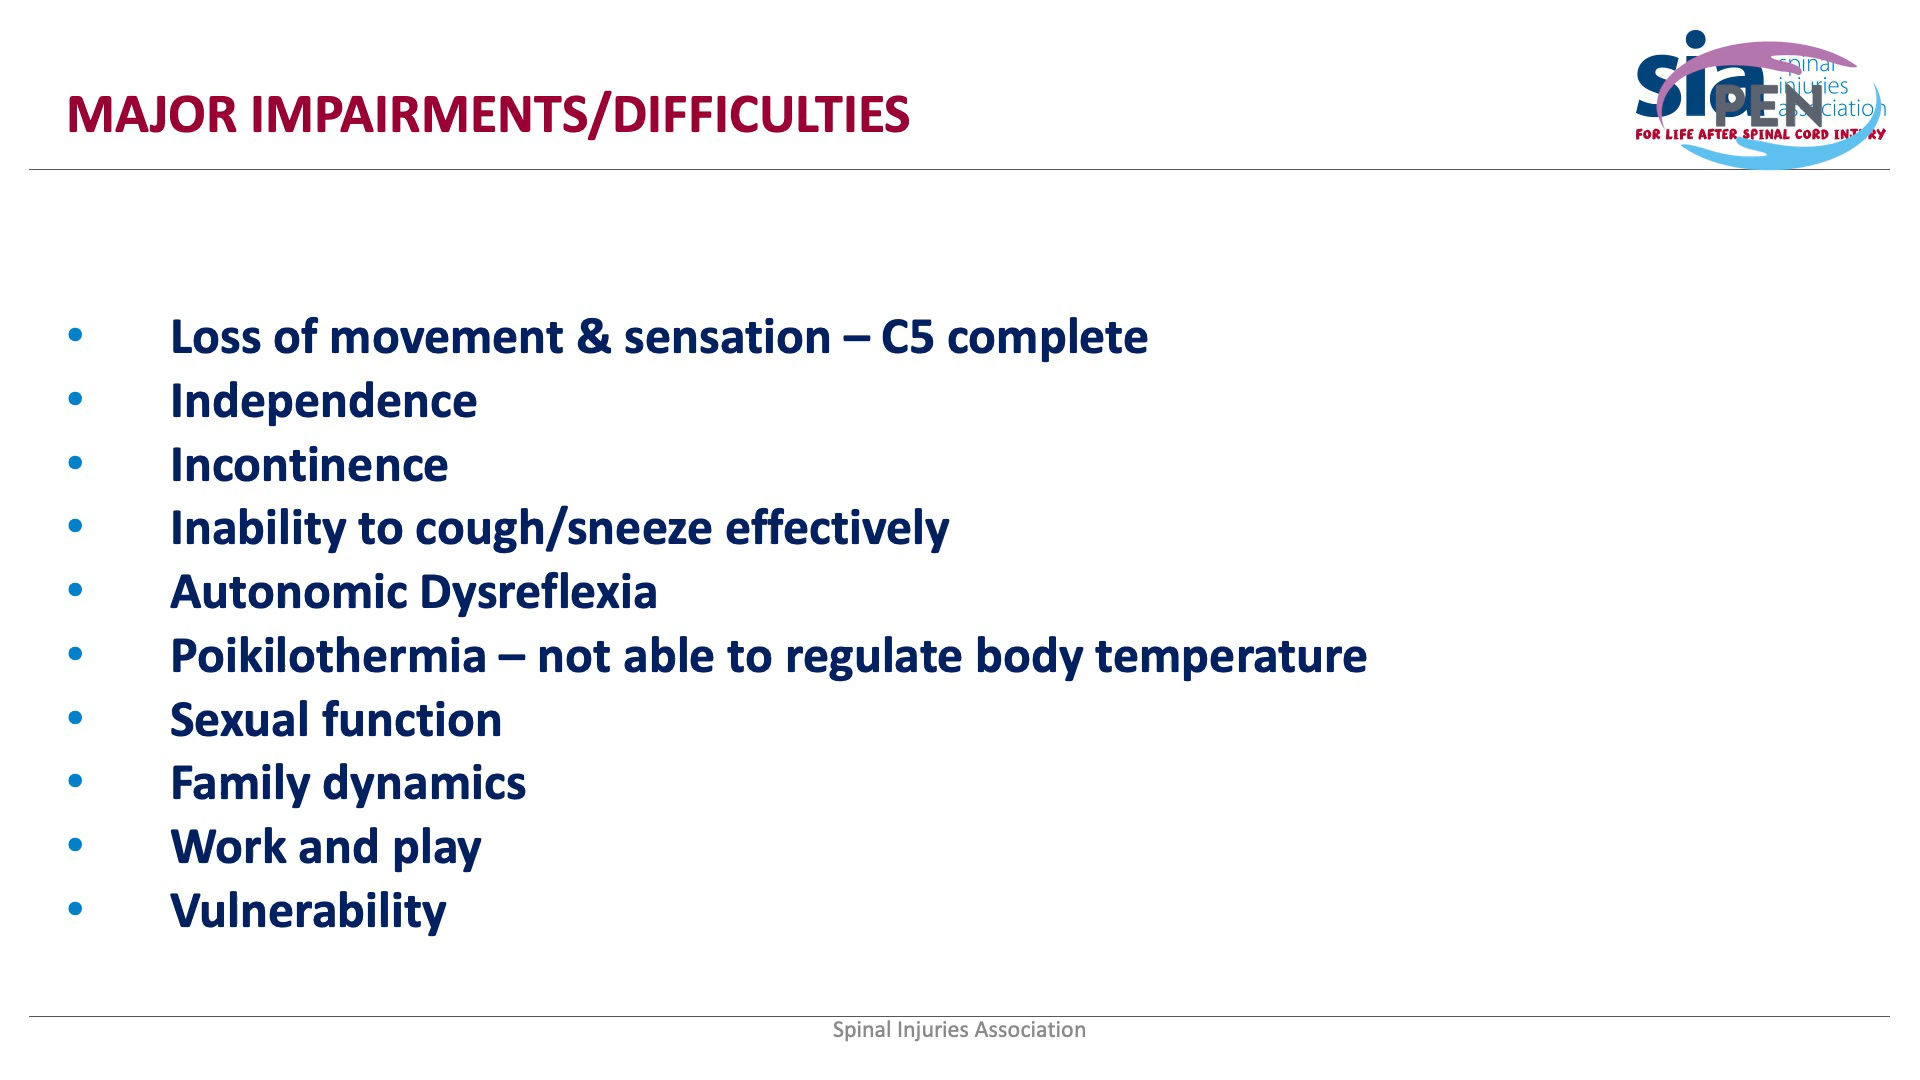 MAJOR IMPAIRMENTS/DIFFICULTIES
sia
spinal
injuries
association
PEN
FOR LIFE AFTER SPINAL CORD INJURY
• Loss of movement & sensation – C5 complete
• Independence
• Incontinence
• Inability to cough/sneeze effectively
• Autonomic Dysreflexia
• Poikilothermia – not able to regulate body temperature
• Sexual function
• Family dynamics
• Work and play
• Vulnerability
Spinal Injuries Association